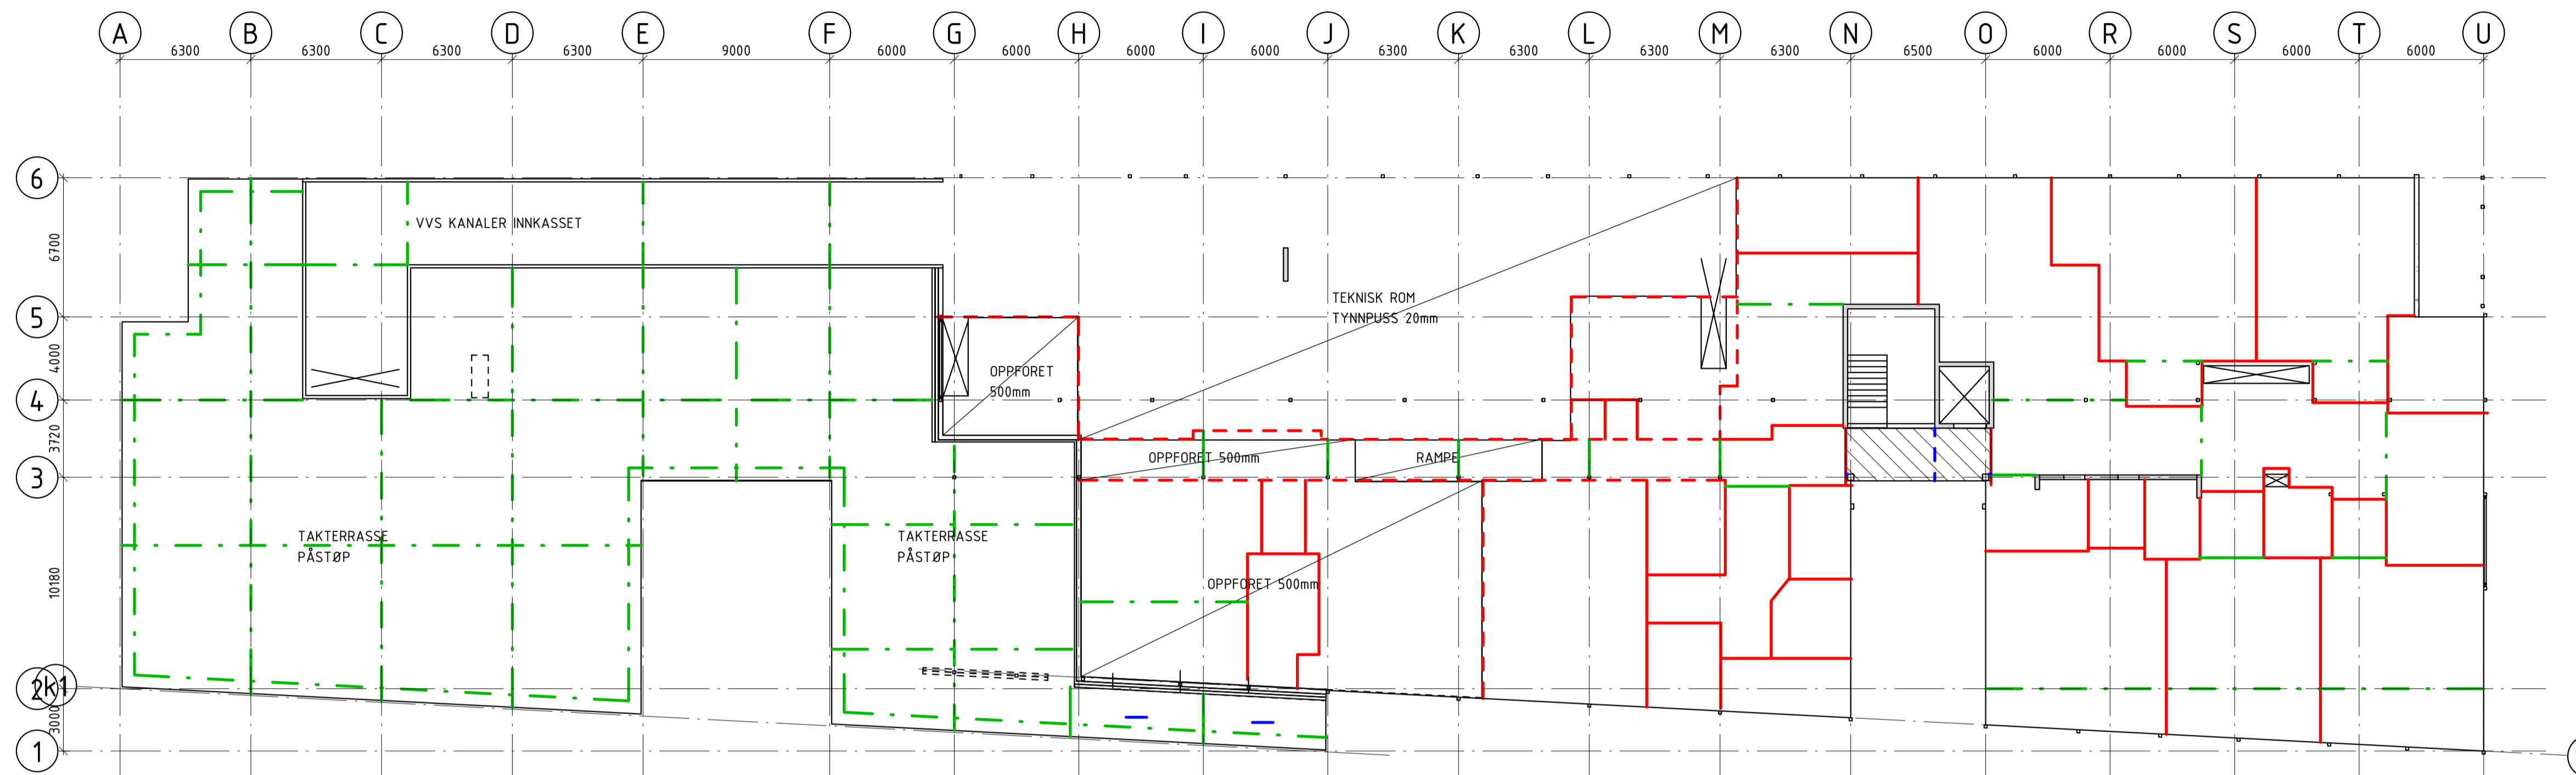 A B C D E F G H I J K L M N O R S T U
6300 6300 6300 6300 9000 6000 6000 6000 6000 6300 6300 6300 6300 6500 6000 6000 6000 6000
6
VVS KANALER INNKASSET
6700
TEKNISK ROM
TYNNPUSS 20mm
5
4000
OPPFORET
500mm
4
3720
OPPFORET 500mm
RAMPE
3
TAKTERRASSE
PÅSTØP
TAKTERRASSE
PÅSTØP
10180
OPPFORET 500mm
2
k1
3000
1